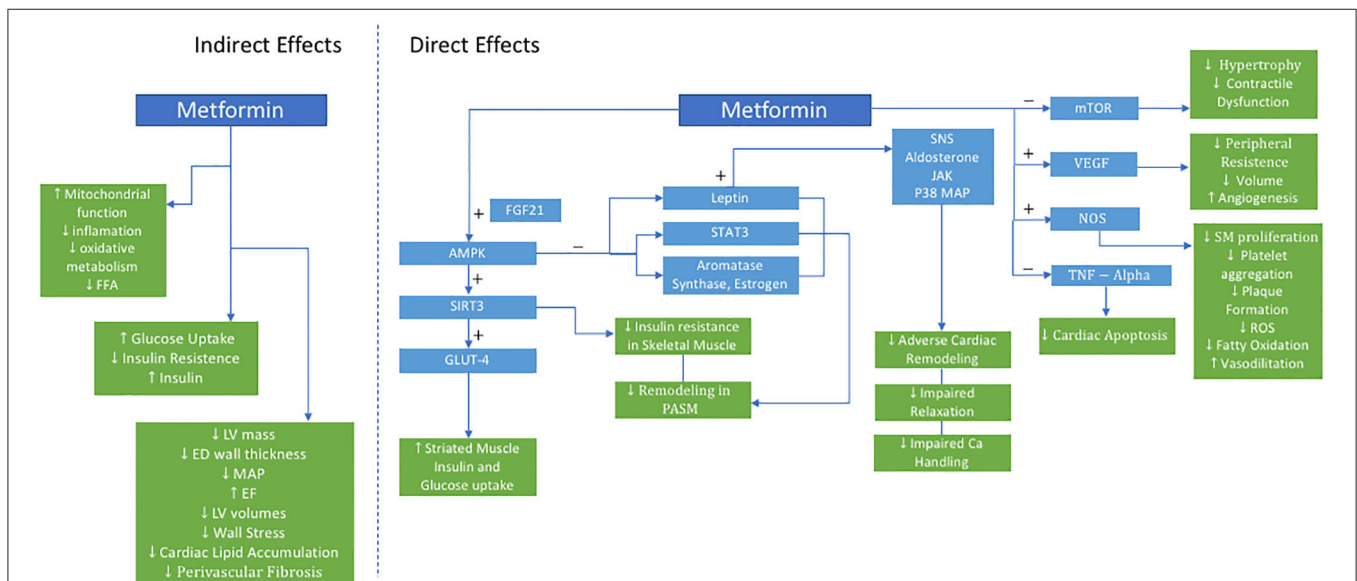 Indirect Effects
Metformin
↑ Mitochondrial
function
↓ inflamation
↓ oxidative
metabolism
↓ FFA
↑ Glucose Uptake
↓ Insulin Resistence
↑ Insulin
↓ LV mass
↓ ED wall thickness
↓ MAP
↑ EF
↓ LV volumes
↓ Wall Stress
↓ Cardiac Lipid Accumulation
↓ Perivascular Fibrosis
Direct Effects
Metformin
+
FGF21
AMPK
+
SIRT3
+
GLUT-4
↑ Striated Muscle
Insulin and
Glucose uptake
−
Leptin
STAT3
Aromatase
Synthase, Estrogen
+
SNS
Aldosterone
JAK
P38 MAP
↓ Insulin resistance
in Skeletal Muscle
↓ Remodeling in
PASM
↓ Adverse Cardiac
Remodeling
↓ Impaired
Relaxation
↓ Impaired Ca
Handling
−
mTOR
↓ Hypertrophy
↓ Contractile
Dysfunction
+
VEGF
↓ Peripheral
Resistance
↓ Volume
↑ Angiogenesis
+
NOS
↓ SM proliferation
↓ Platelet
aggregation
↓ Plaque
Formation
↓ ROS
↓ Fatty Oxidation
↑ Vasodilitation
−
TNF − Alpha
↓ Cardiac Apoptosis